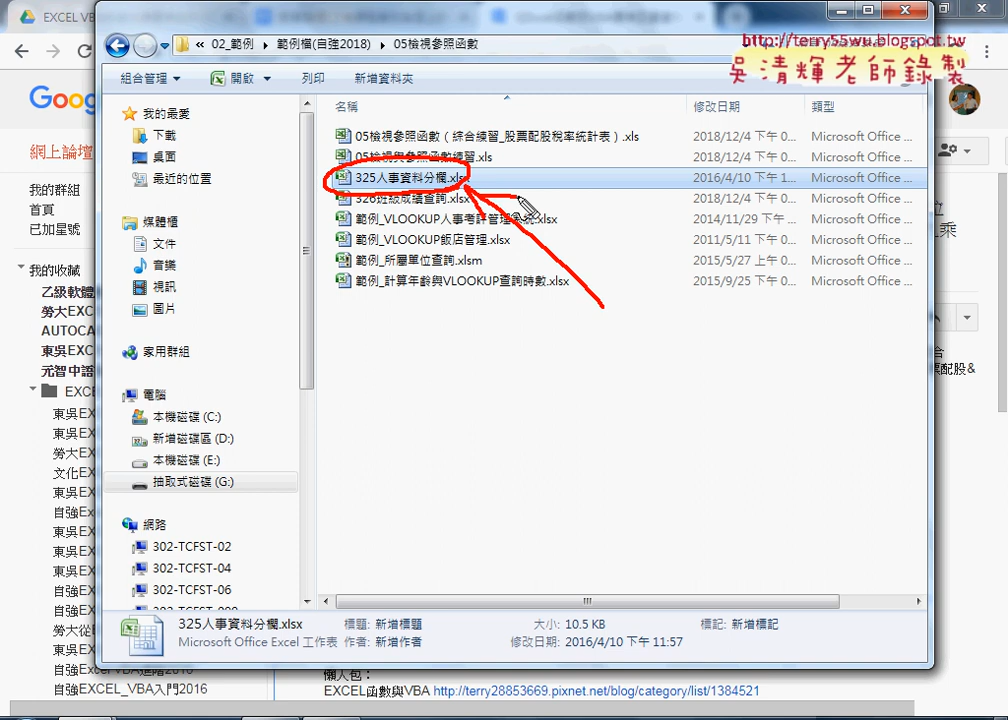 EXCEL VB
http://terry55wu.blogspot.tw
吳清輝老師錄製
« 02_範例 ▸ 範例檔(自強2018) ▸ 05檢視參照函數
組合管理 開啟 列印 新增資料夾
Goog
網上論壇
我的群組
首頁
已加星號
我的收藏
乙級軟體
勞大EXC
AUTOCA
東吳EXC
元智中語
EXC
東吳EX
東吳EX
勞大EX
文化EX
東吳EX
自強EX
東吳EX
東吳EX
東吳EX
自強EX
自強EX
勞大從
東吳EX
自強EXCEL_VBA入門2016
我的最愛
下載
桌面
最近的位置
媒體櫃
文件
音樂
視訊
圖片
家用群組
電腦
本機磁碟 (C:)
新增磁碟區 (D:)
本機磁碟 (E:)
抽取式磁碟 (G:)
網路
302-TCFST-02
302-TCFST-04
302-TCFST-06
名稱 修改日期 類型
05檢視參照函數（綜合練習_股票配股稅率統計表）.xls 2018/12/4 下午 0... Microsoft Office ...
05檢視與參照函數練習.xls 2018/12/4 下午 0... Microsoft Office ...
325人事資料分欄.xlsx 2016/4/10 下午 1... Microsoft Office ...
326班級成績查詢.xlsx 2018/12/4 下午 0... Microsoft Office ...
範例_VLOOKUP人事考評管理系統.xlsx 2014/11/29 下午... Microsoft Office ...
範例_VLOOKUP飯店管理.xlsx 2011/5/11 下午 0... Microsoft Office ...
範例_所屬單位查詢.xlsm 2015/5/27 上午 0... Microsoft Office ...
範例_計算年齡與VLOOKUP查詢時數.xlsx 2015/9/25 下午 0... Microsoft Office ...
325人事資料分欄.xlsx 標題: 新增標題 大小: 10.5 KB 標記: 新增標記
Microsoft Office Excel 工作表 作者: 新增作者 修改日期: 2016/4/10 下午 11:57
乘
合
票配股&
懶人包：
EXCEL函數與VBA http://terry28853669.pixnet.net/blog/category/list/1384521